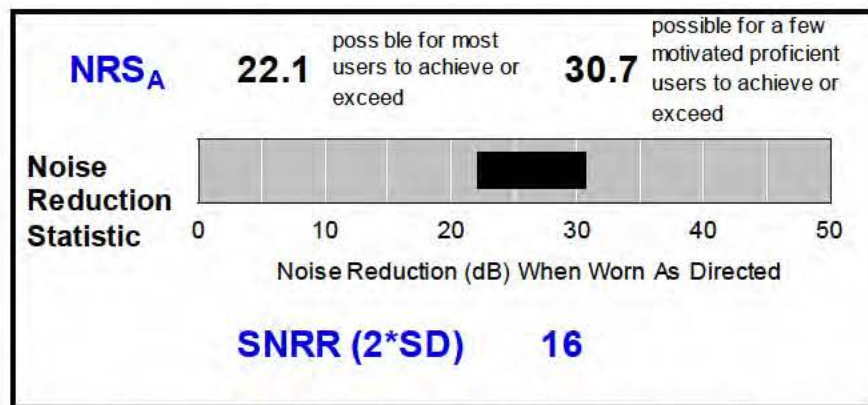 NRSA 22.1 poss ble for most users to achieve or exceed 30.7 possible for a few motivated proficient users to achieve or exceed
Noise Reduction Statistic
0 10 20 30 40 50
Noise Reduction (dB) When Worn As Directed
SNRR (2*SD) 16